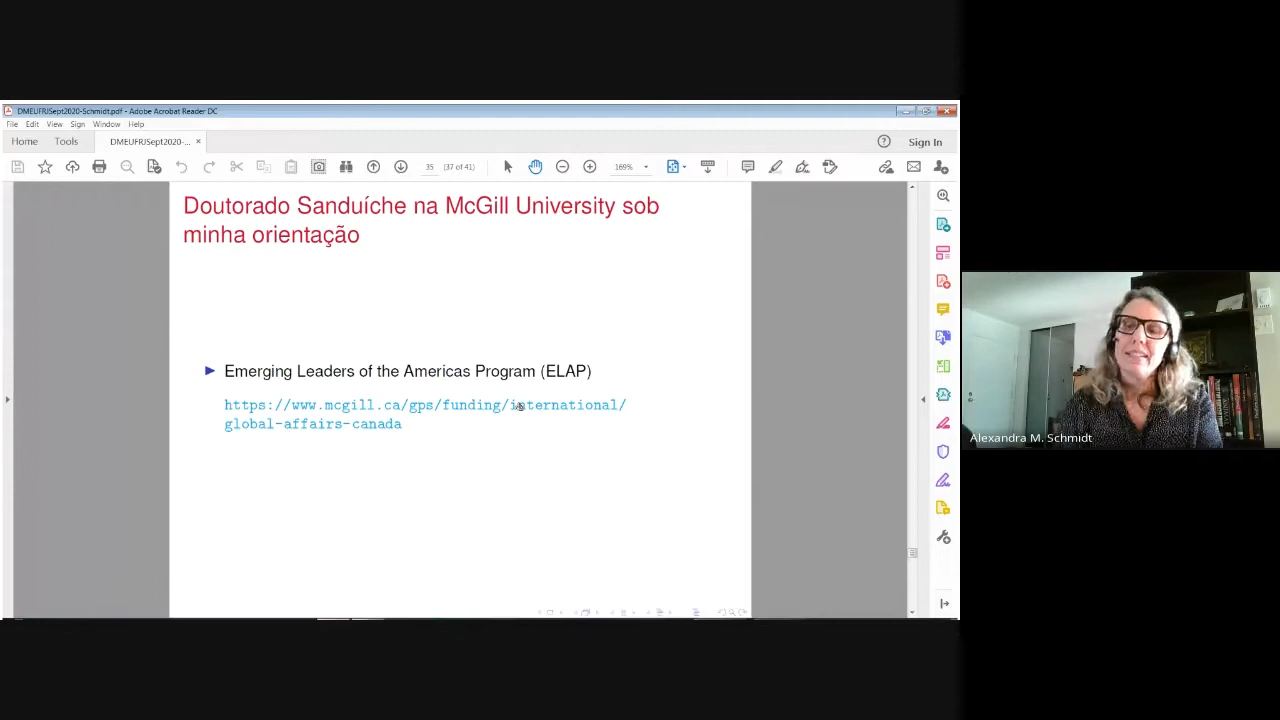 DMEUFRJSept2020-Schmidt.pdf - Adobe Acrobat Reader DC
File Edit View Sign Window Help
Home Tools DMEUFRJSept2020-... × Sign In
35 (37 of 41) 169%
Doutorado Sanduíche na McGill University sob
minha orientação
Emerging Leaders of the Americas Program (ELAP)
https://www.mcgill.ca/gps/funding/international/
global-affairs-canada
Alexandra M. Schmidt